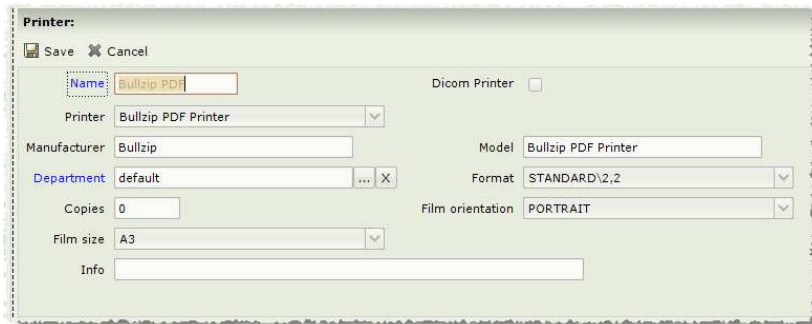 Printer:
Save Cancel
Name Bullzip PDF Dicom Printer
Printer Bullzip PDF Printer
Manufacturer Bullzip Model Bullzip PDF Printer
Department default ... X Format STANDARD\2,2
Copies 0 Film orientation PORTRAIT
Film size A3
Info